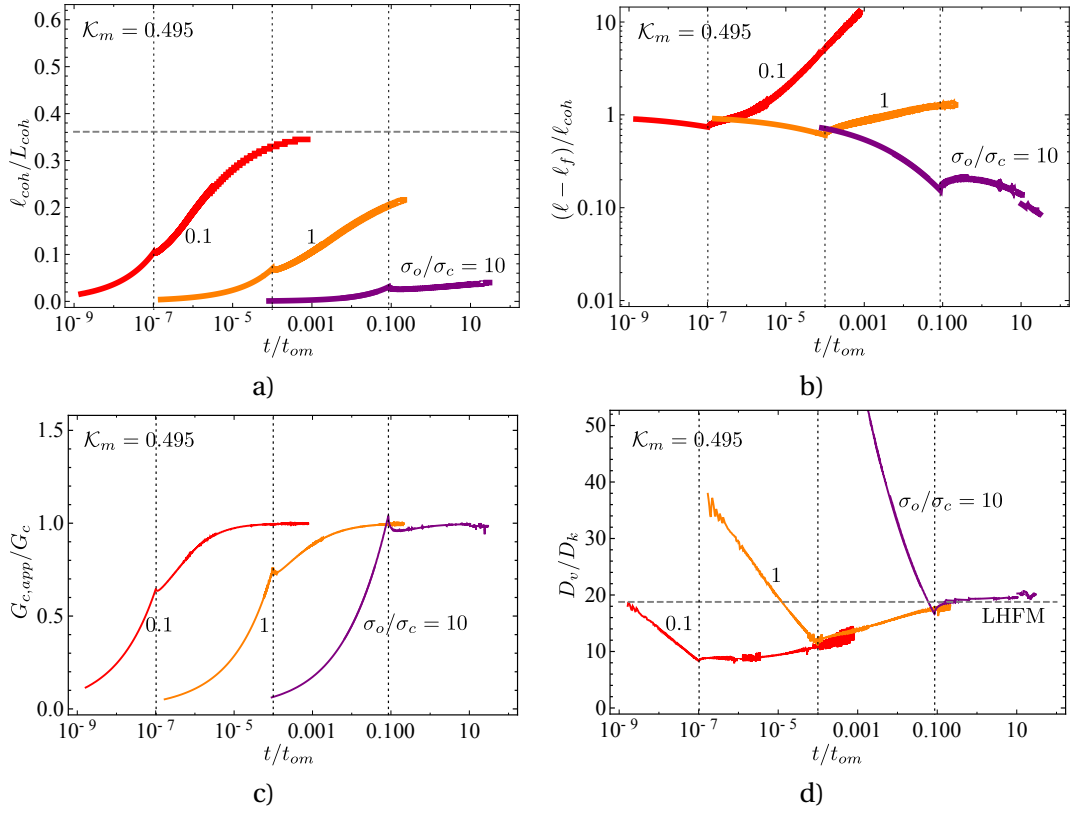 𝒦ₘ = 0.495
0.6
0.5
0.4
0.3
0.2
0.1
0.0
ℓ_coh/L_coh
0.1
1
σ_o/σ_c = 10
10⁻⁹ 10⁻⁷ 10⁻⁵ 0.001 0.100 10
t/t_om
a)
𝒦ₘ = 0.495
10
1
0.10
0.01
(ℓ − ℓ_f)/ℓ_coh
0.1
1
σ_o/σ_c = 10
10⁻⁹ 10⁻⁷ 10⁻⁵ 0.001 0.100 10
t/t_om
b)
𝒦ₘ = 0.495
1.5
1.0
0.5
0.0
G_c,app/G_c
0.1
1
σ_o/σ_c = 10
10⁻⁹ 10⁻⁷ 10⁻⁵ 0.001 0.100 10
t/t_om
c)
𝒦ₘ = 0.495
50
40
30
20
10
0
D_v/D_k
σ_o/σ_c = 10
1
0.1
LHFM
10⁻⁹ 10⁻⁷ 10⁻⁵ 0.001 0.100 10
t/t_om
d)